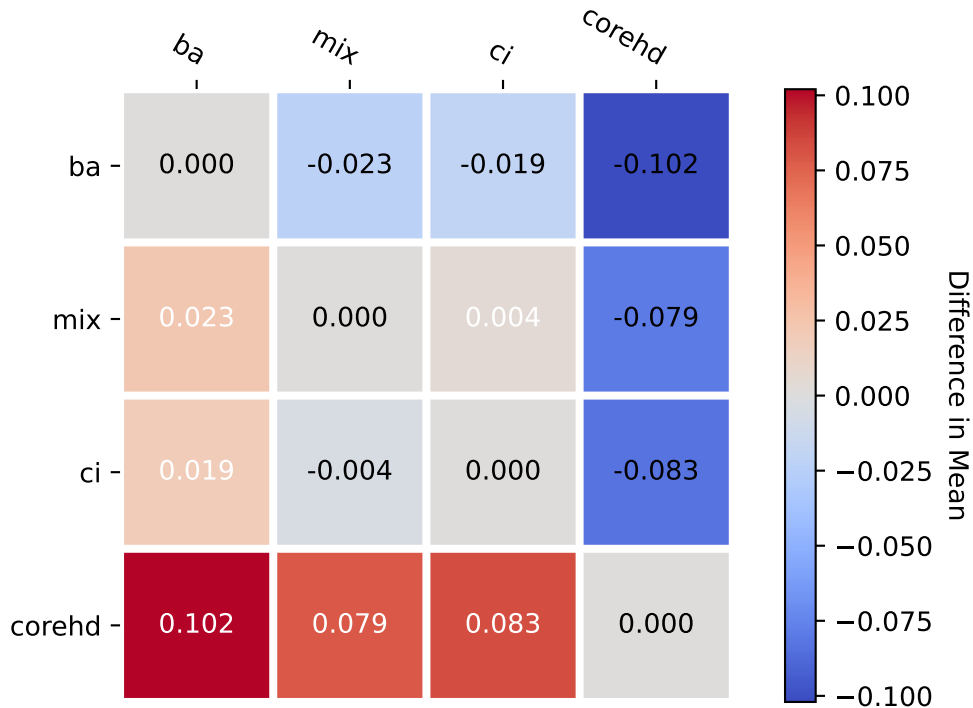 ba mix ci corehd
ba 0.000 -0.023 -0.019 -0.102
mix 0.023 0.000 0.004 -0.079
ci 0.019 -0.004 0.000 -0.083
corehd 0.102 0.079 0.083 0.000
0.100
0.075
0.050
0.025
0.000
−0.025
−0.050
−0.075
−0.100
Difference in Mean